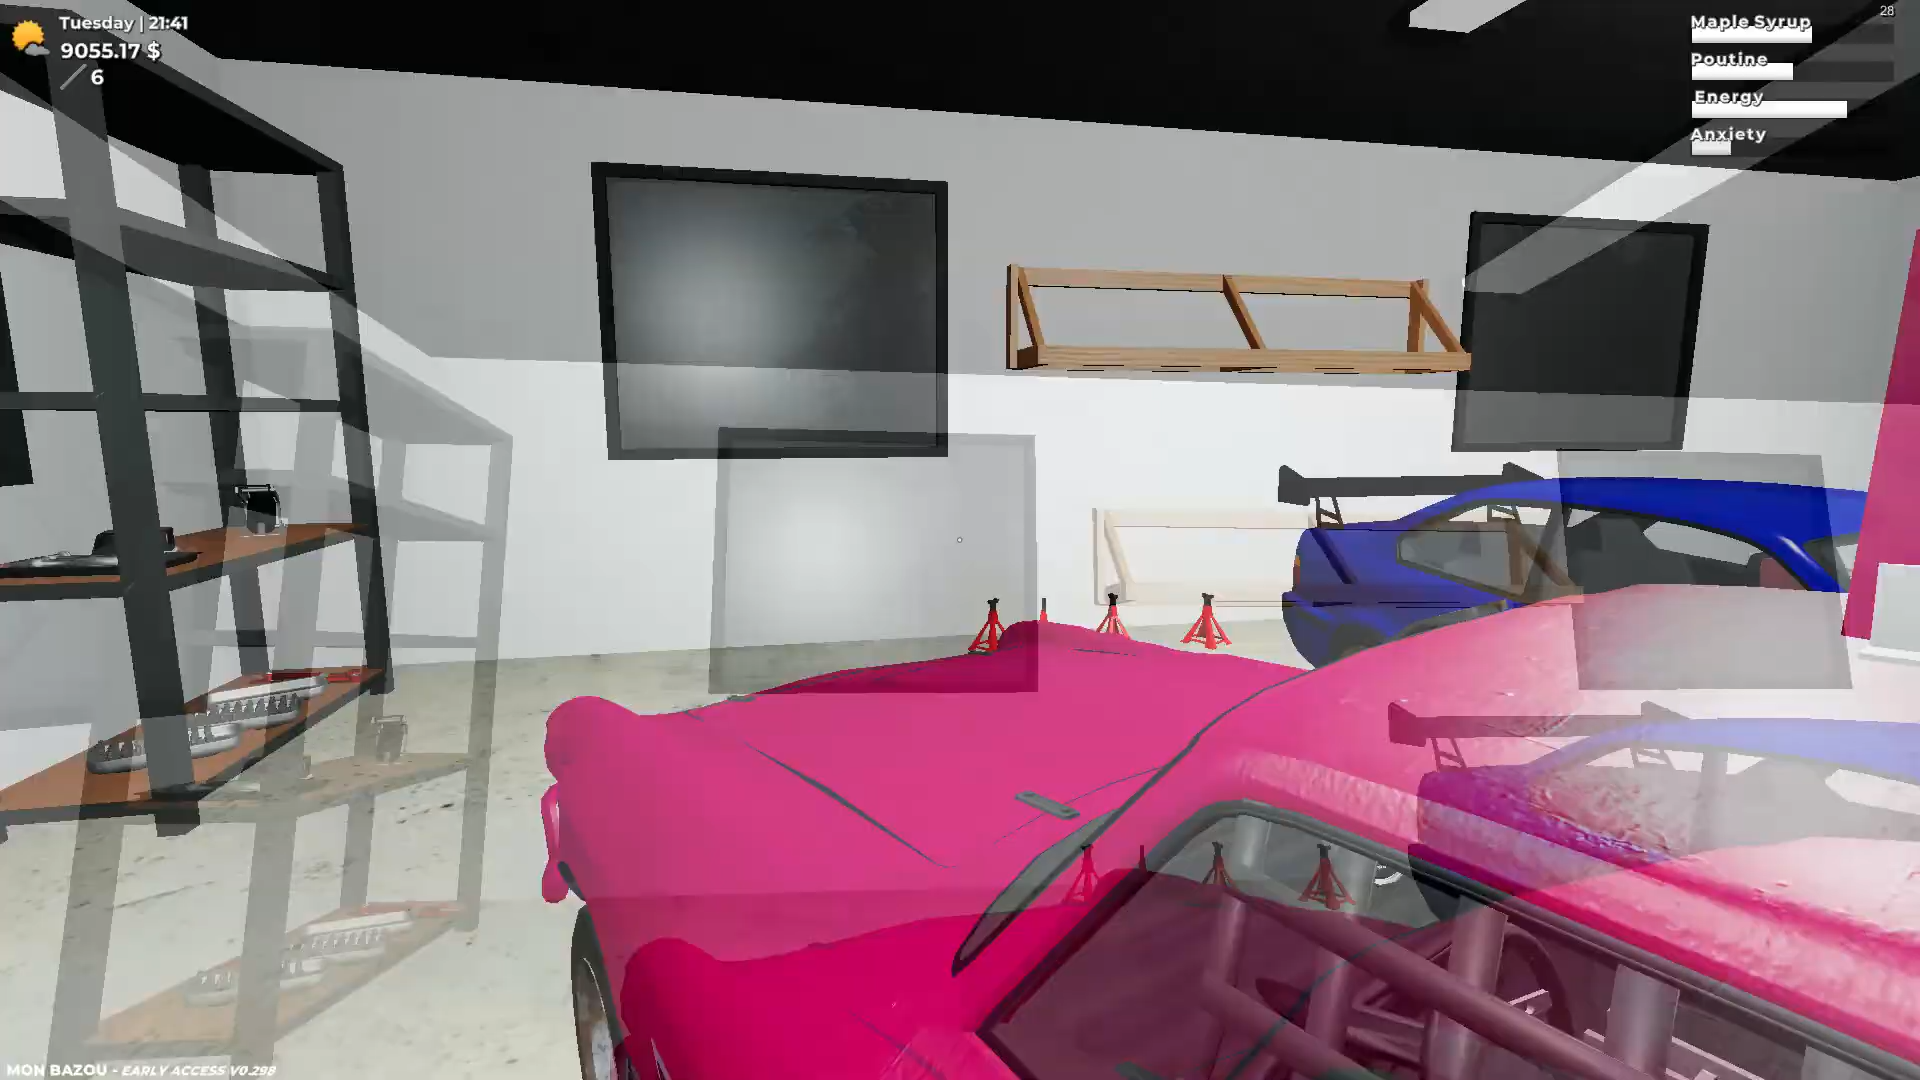 Tuesday | 21:41
9055.17 $
6
28
Maple Syrup
Poutine
Energy
Anxiety
MON BAZOU - EARLY ACCESS V0.298